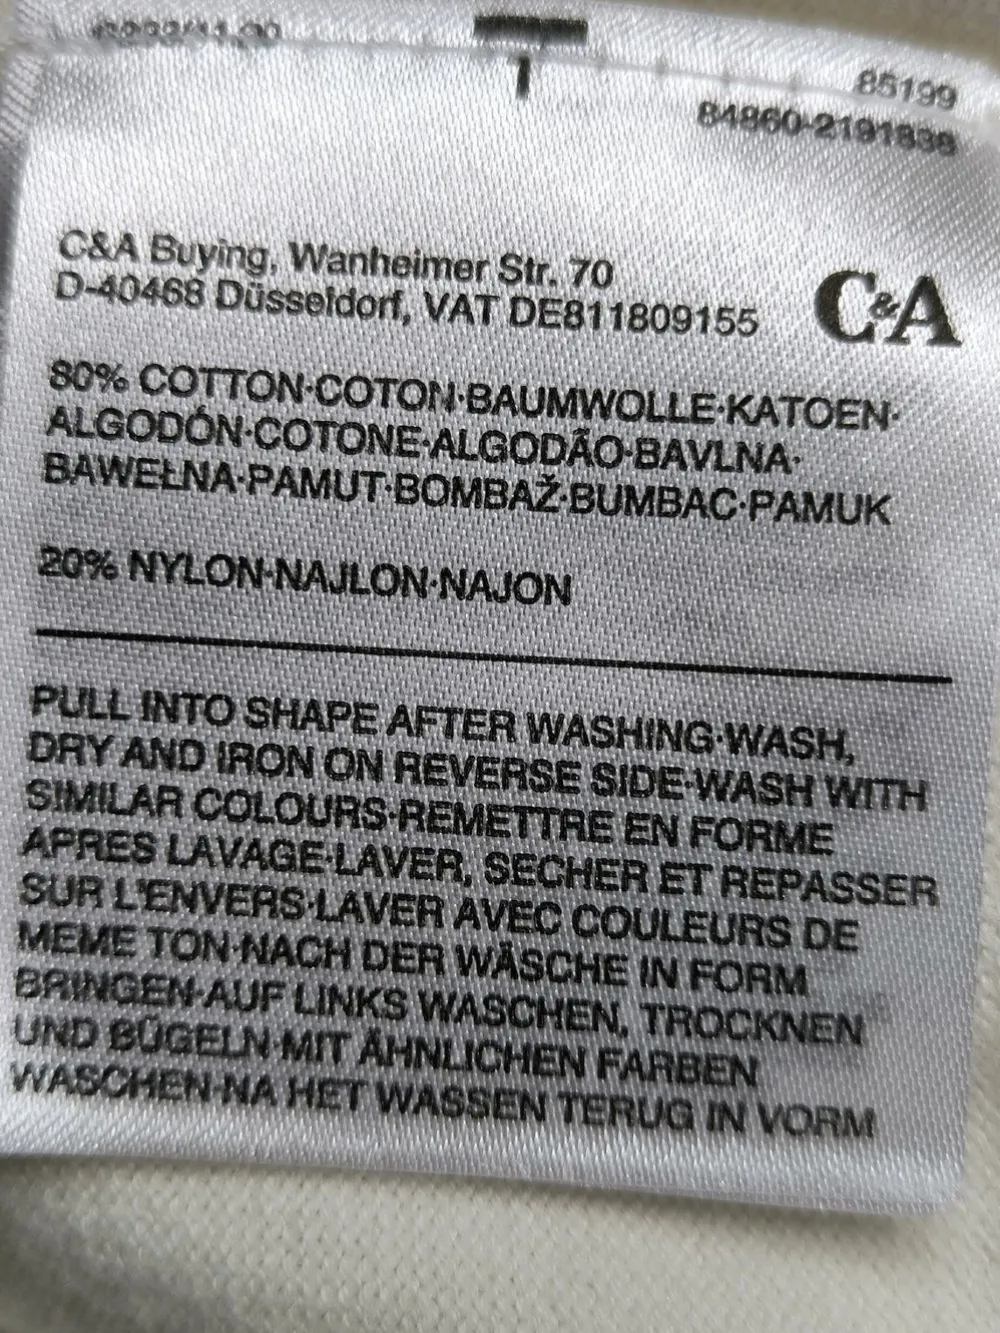 85199
84860-2191838
C&A Buying, Wanheimer Str. 70
D-40468 Düsseldorf, VAT DE811809155
C&A
80% COTTON·COTON·BAUMWOLLE·KATOEN·
ALGODÓN·COTONE·ALGODÃO·BAVLNA·
BAWEŁNA·PAMUT·BOMBAŽ·BUMBAC·PAMUK
20% NYLON·NAJLON·NAJON
PULL INTO SHAPE AFTER WASHING·WASH,
DRY AND IRON ON REVERSE SIDE·WASH WITH
SIMILAR COLOURS·REMETTRE EN FORME
APRES LAVAGE·LAVER, SECHER ET REPASSER
SUR L'ENVERS·LAVER AVEC COULEURS DE
MEME TON·NACH DER WÄSCHE IN FORM
BRINGEN·AUF LINKS WASCHEN, TROCKNEN
UND BÜGELN·MIT ÄHNLICHEN FARBEN
WASCHEN·NA HET WASSEN TERUG IN VORM